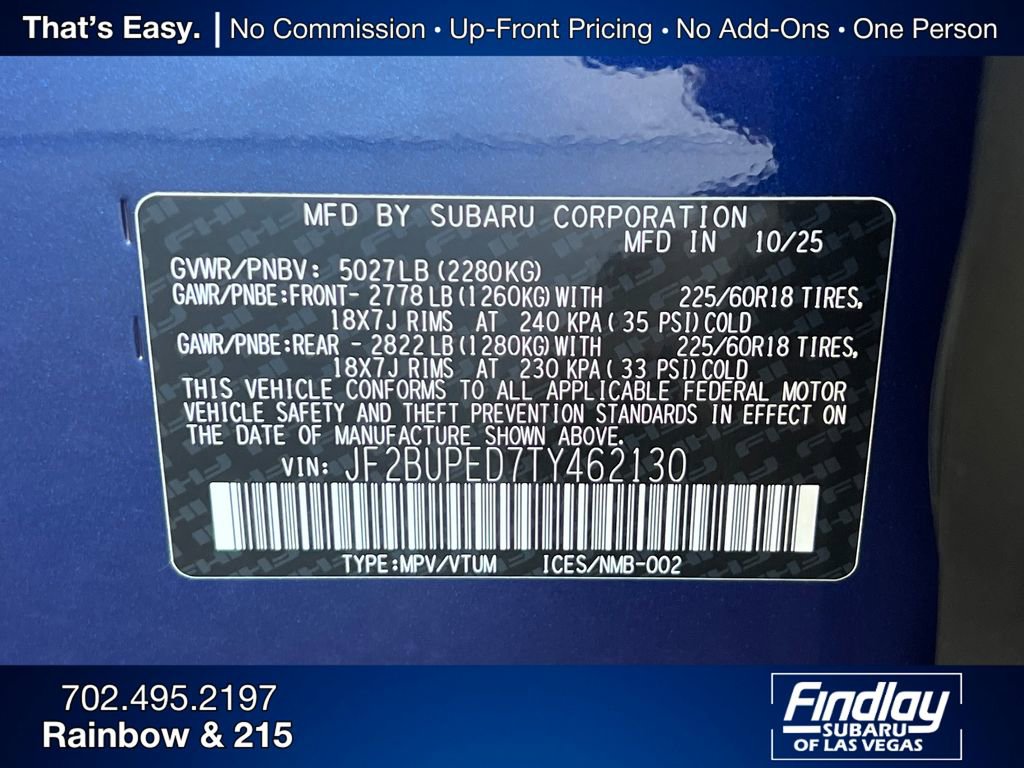 That's Easy. | No Commission • Up-Front Pricing • No Add-Ons • One Person
MFD BY SUBARU CORPORATION
MFD IN 10/25
GVWR/PNBV: 5027LB (2280KG)
GAWR/PNBE:FRONT- 2778 LB (1260KG) WITH 225/60R18 TIRES,
18X7J RIMS AT 240 KPA ( 35 PSI) COLD
GAWR/PNBE:REAR - 2822 LB (1280KG) WITH 225/60R18 TIRES,
18X7J RIMS AT 230 KPA ( 33 PSI) COLD
THIS VEHICLE CONFORMS TO ALL APPLICABLE FEDERAL MOTOR
VEHICLE SAFETY AND THEFT PREVENTION STANDARDS IN EFFECT ON
THE DATE OF MANUFACTURE SHOWN ABOVE.
VIN: JF2BUPED7TY462130
TYPE:MPV/VTUM ICES/NMB-002
702.495.2197
Rainbow & 215
Findlay
SUBARU
OF LAS VEGAS